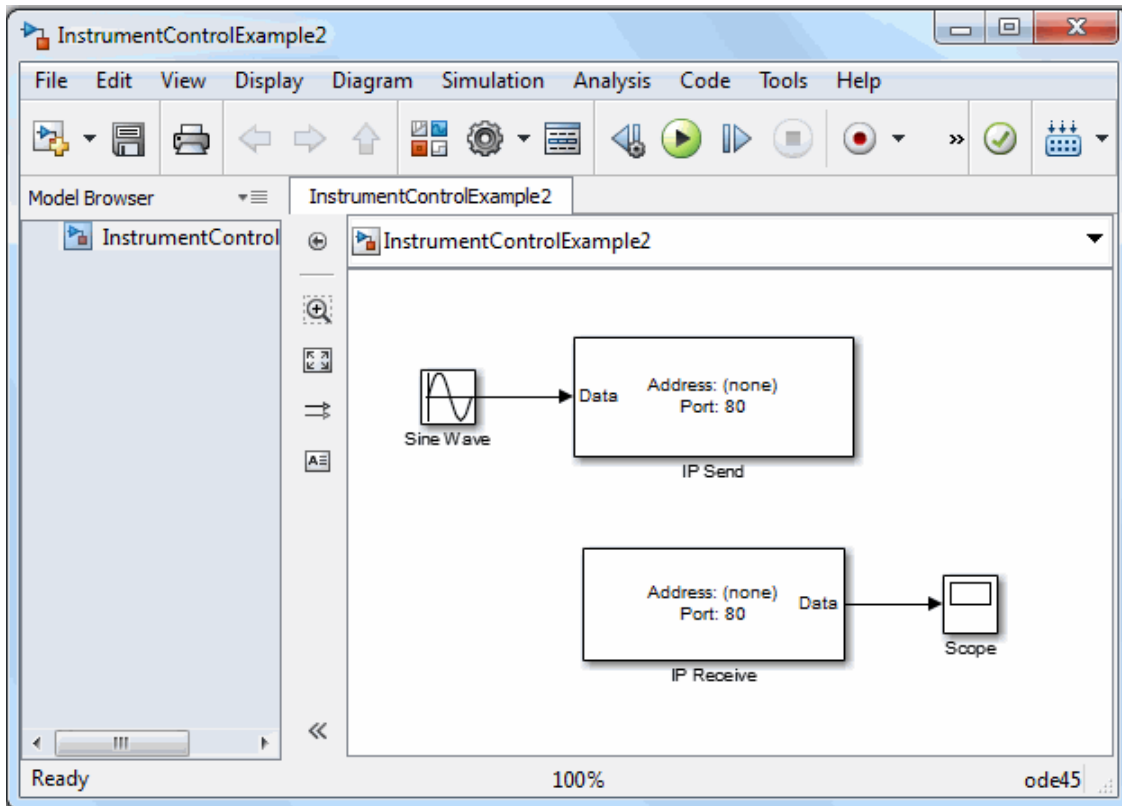 InstrumentControlExample2
File Edit View Display Diagram Simulation Analysis Code Tools Help
Model Browser
InstrumentControlExample2
InstrumentControl
InstrumentControlExample2
Sine Wave
Data
Address: (none)
Port: 80
IP Send
Address: (none)
Port: 80
Data
IP Receive
Scope
Ready 100% ode45